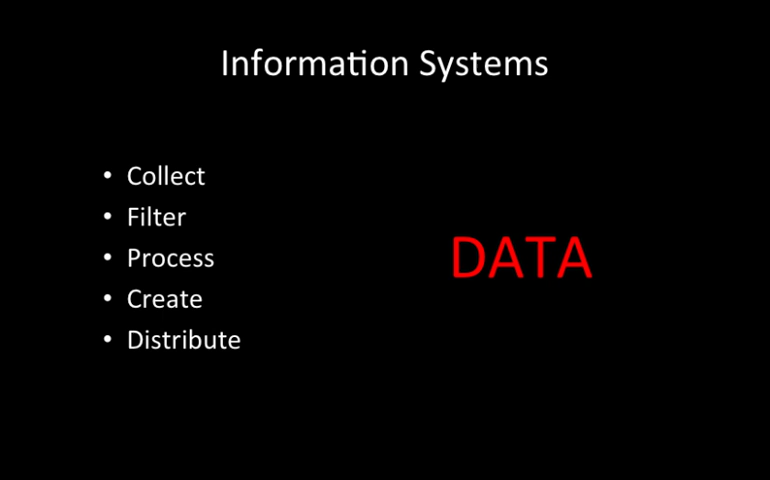 Information Systems
• Collect
• Filter
• Process
• Create
• Distribute
DATA